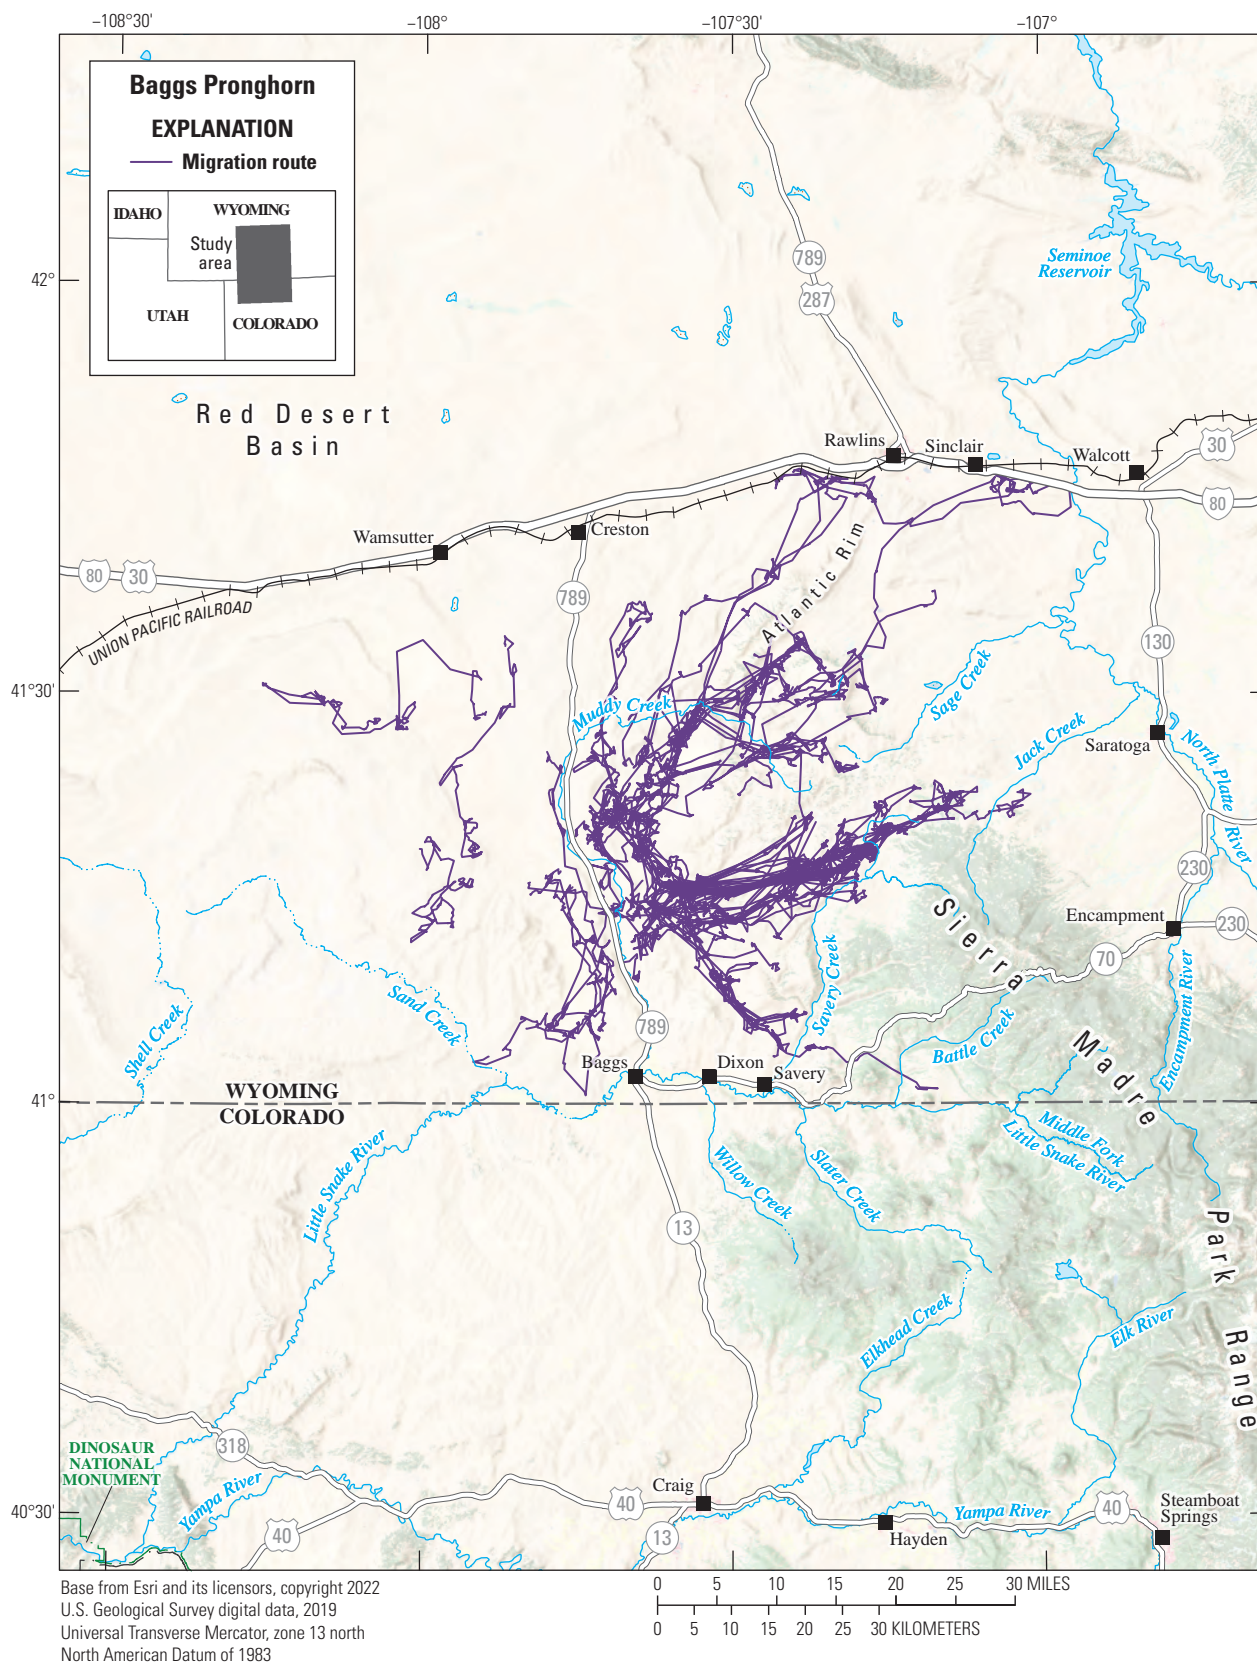 −108°30'
−108°
−107°30'
−107°
Baggs Pronghorn
EXPLANATION
Migration route
IDAHO
WYOMING
Study
area
UTAH
COLORADO
789
287
Seminoe
Reservoir
42°
Red Desert
Basin
Rawlins
Sinclair
Walcott
30
80
Wamsutter
Creston
80
30
UNION PACIFIC RAILROAD
789
Atlantic Rim
130
41°30'
Muddy Creek
Sage Creek
Jack Creek
Saratoga
North Platte
River
230
Encampment
230
Sierra
Madre
70
Savery Creek
Sand Creek
Shell Creek
789
Battle Creek
Encampment River
Baggs
Dixon
Savery
WYOMING
41°
COLORADO
Little Snake River
Willow Creek
Slater Creek
Middle Fork
Little Snake River
Park
Range
13
Elkhead Creek
Elk River
318
DINOSAUR
NATIONAL
MONUMENT
Yampa River
40
40
Craig
13
Hayden
Yampa River
40
Steamboat
Springs
40°30'
Base from Esri and its licensors, copyright 2022
U.S. Geological Survey digital data, 2019
Universal Transverse Mercator, zone 13 north
North American Datum of 1983
0 5 10 15 20 25 30 MILES
0 5 10 15 20 25 30 KILOMETERS